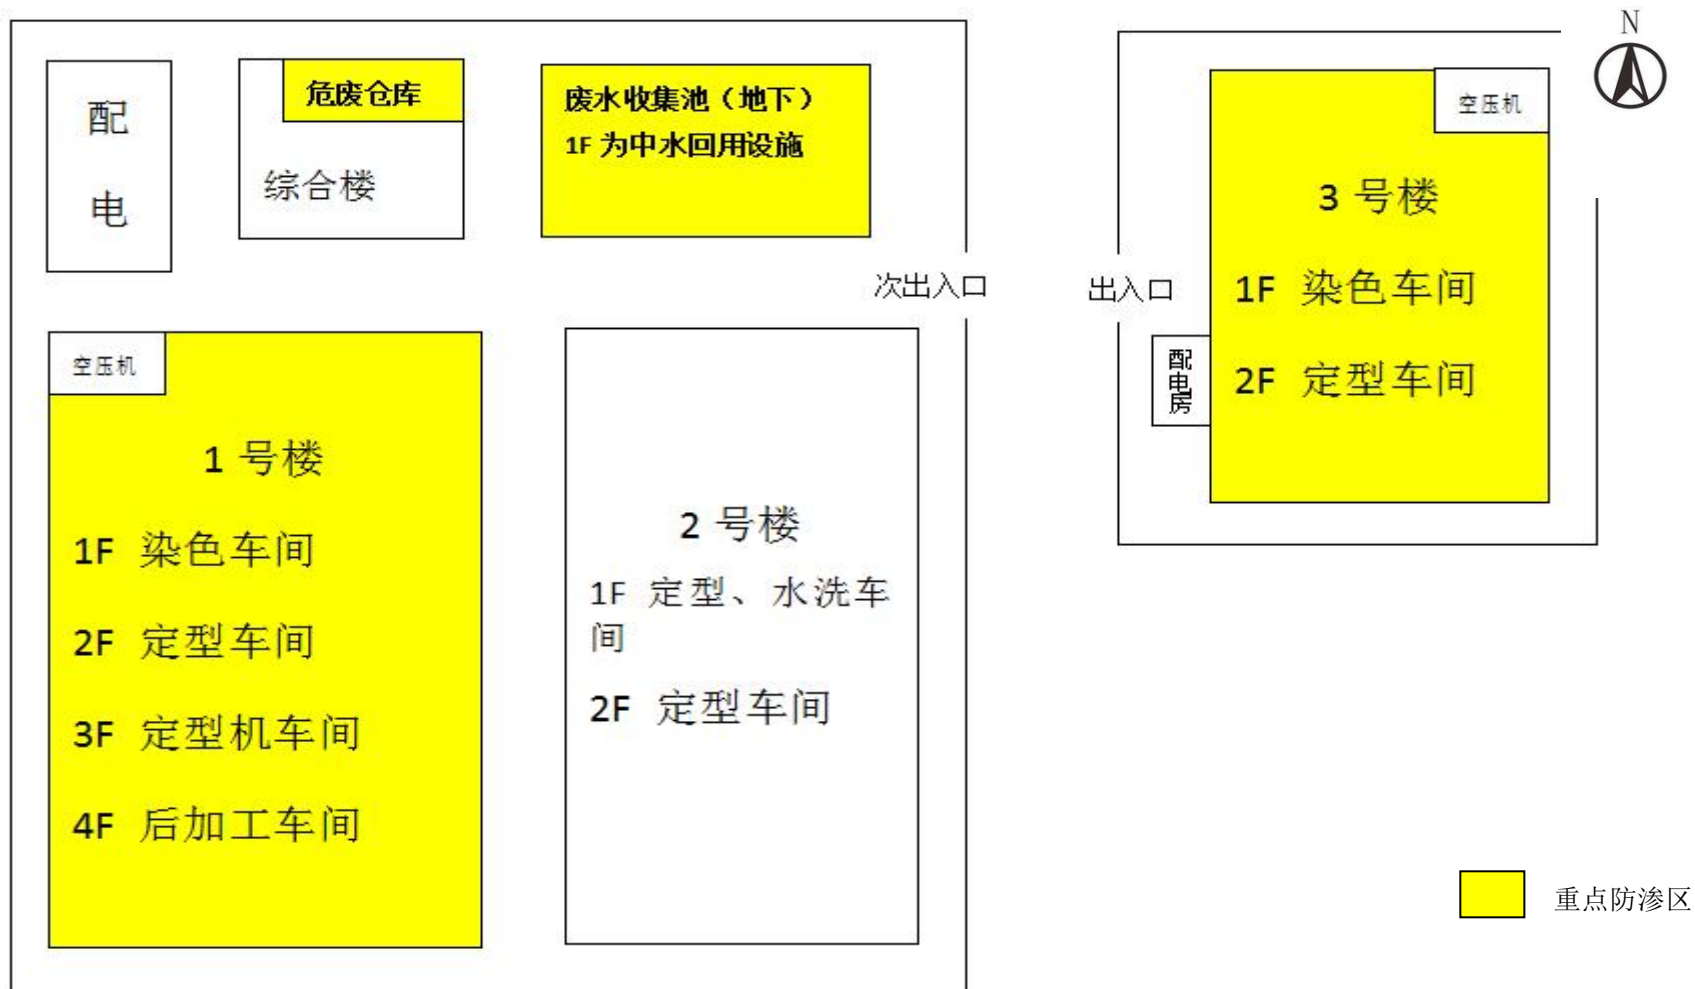 N
配
电
危废仓库
综合楼
废水收集池（地下）
1F 为中水回用设施
次出入口
空压机
1 号楼
1F 染色车间
2F 定型车间
3F 定型机车间
4F 后加工车间
2 号楼
1F 定型、水洗车
间
2F 定型车间
出入口
空压机
3 号楼
1F 染色车间
2F 定型车间
配
电
房
重点防渗区